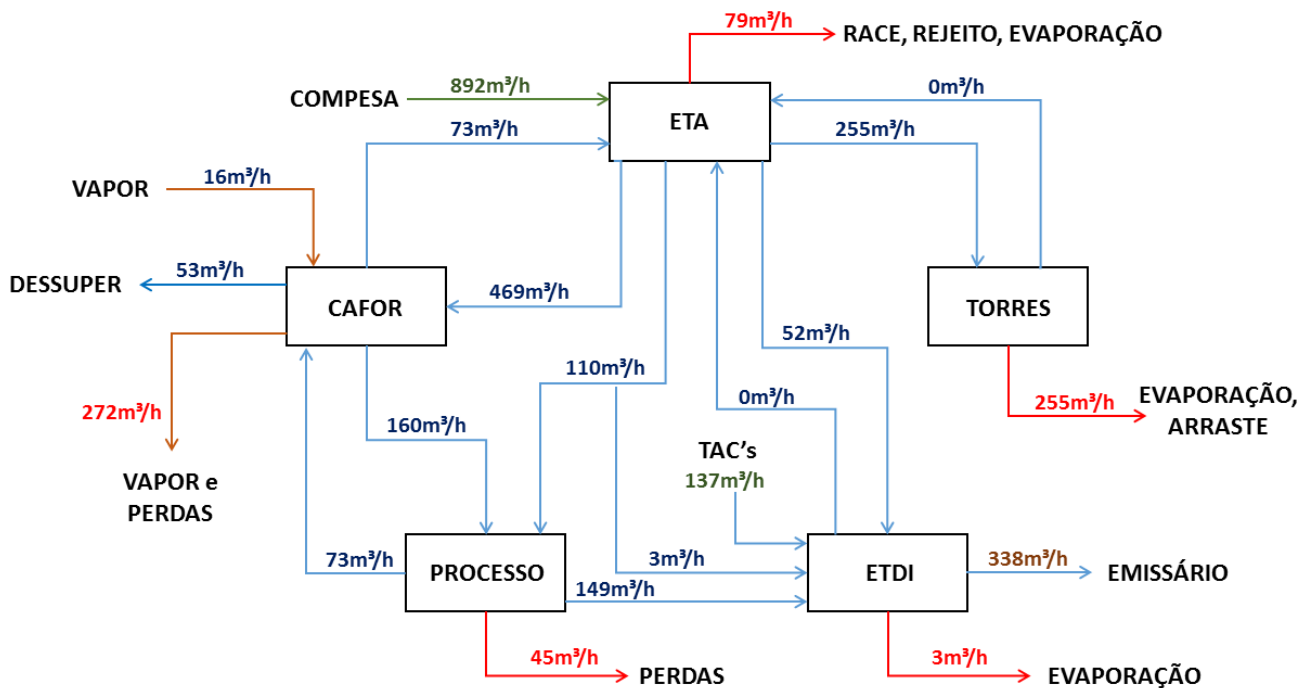 79m³/h
RACE, REJEITO, EVAPORAÇÃO
COMPESA
892m³/h
ETA
0m³/h
73m³/h
255m³/h
VAPOR
16m³/h
DESSUPER
53m³/h
CAFOR
469m³/h
TORRES
52m³/h
110m³/h
0m³/h
272m³/h
160m³/h
255m³/h
EVAPORAÇÃO,
ARRASTE
TAC's
137m³/h
VAPOR e
PERDAS
73m³/h
PROCESSO
3m³/h
149m³/h
ETDI
338m³/h
EMISSÁRIO
45m³/h
PERDAS
3m³/h
EVAPORAÇÃO